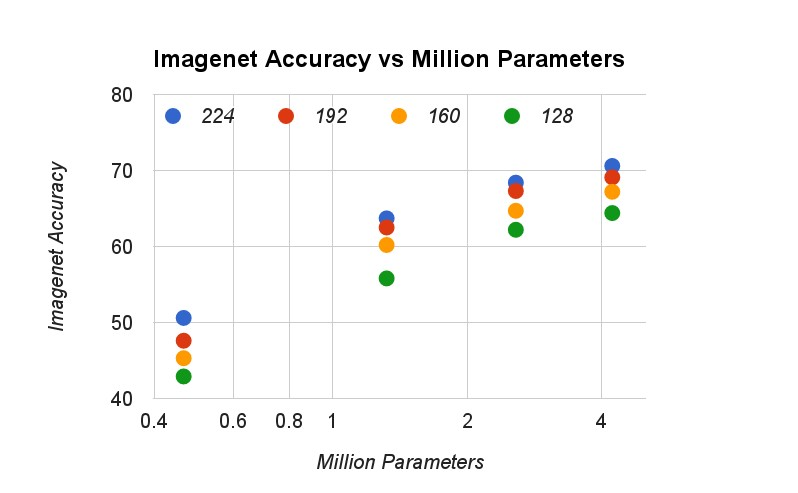 Imagenet Accuracy vs Million Parameters
80
224 192 160 128
70
60
50
40
Imagenet Accuracy
0.4 0.6 0.8 1 2 4
Million Parameters